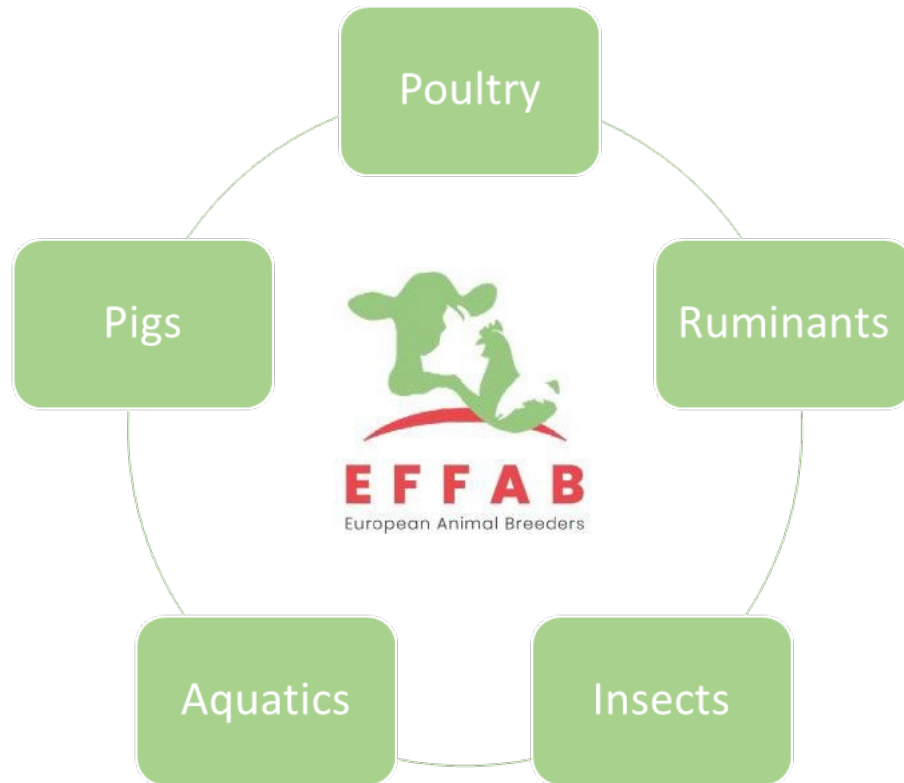 Poultry
Pigs
Ruminants
EFFAB
European Animal Breeders
Aquatics
Insects